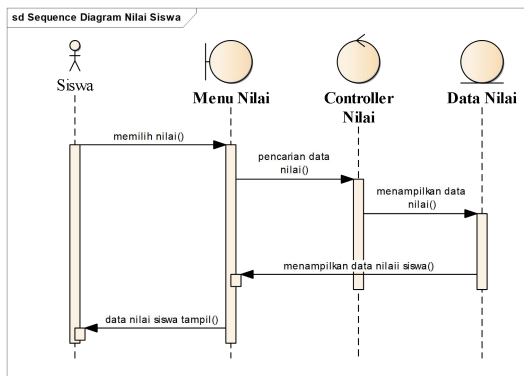 sd Sequence Diagram Nilai Siswa
Siswa
Menu Nilai
Controller
Nilai
Data Nilai
memilih nilai()
pencarian data
nilai()
menampilkan data
nilai()
menampilkan data nilaii siswa()
data nilai siswa tampil()